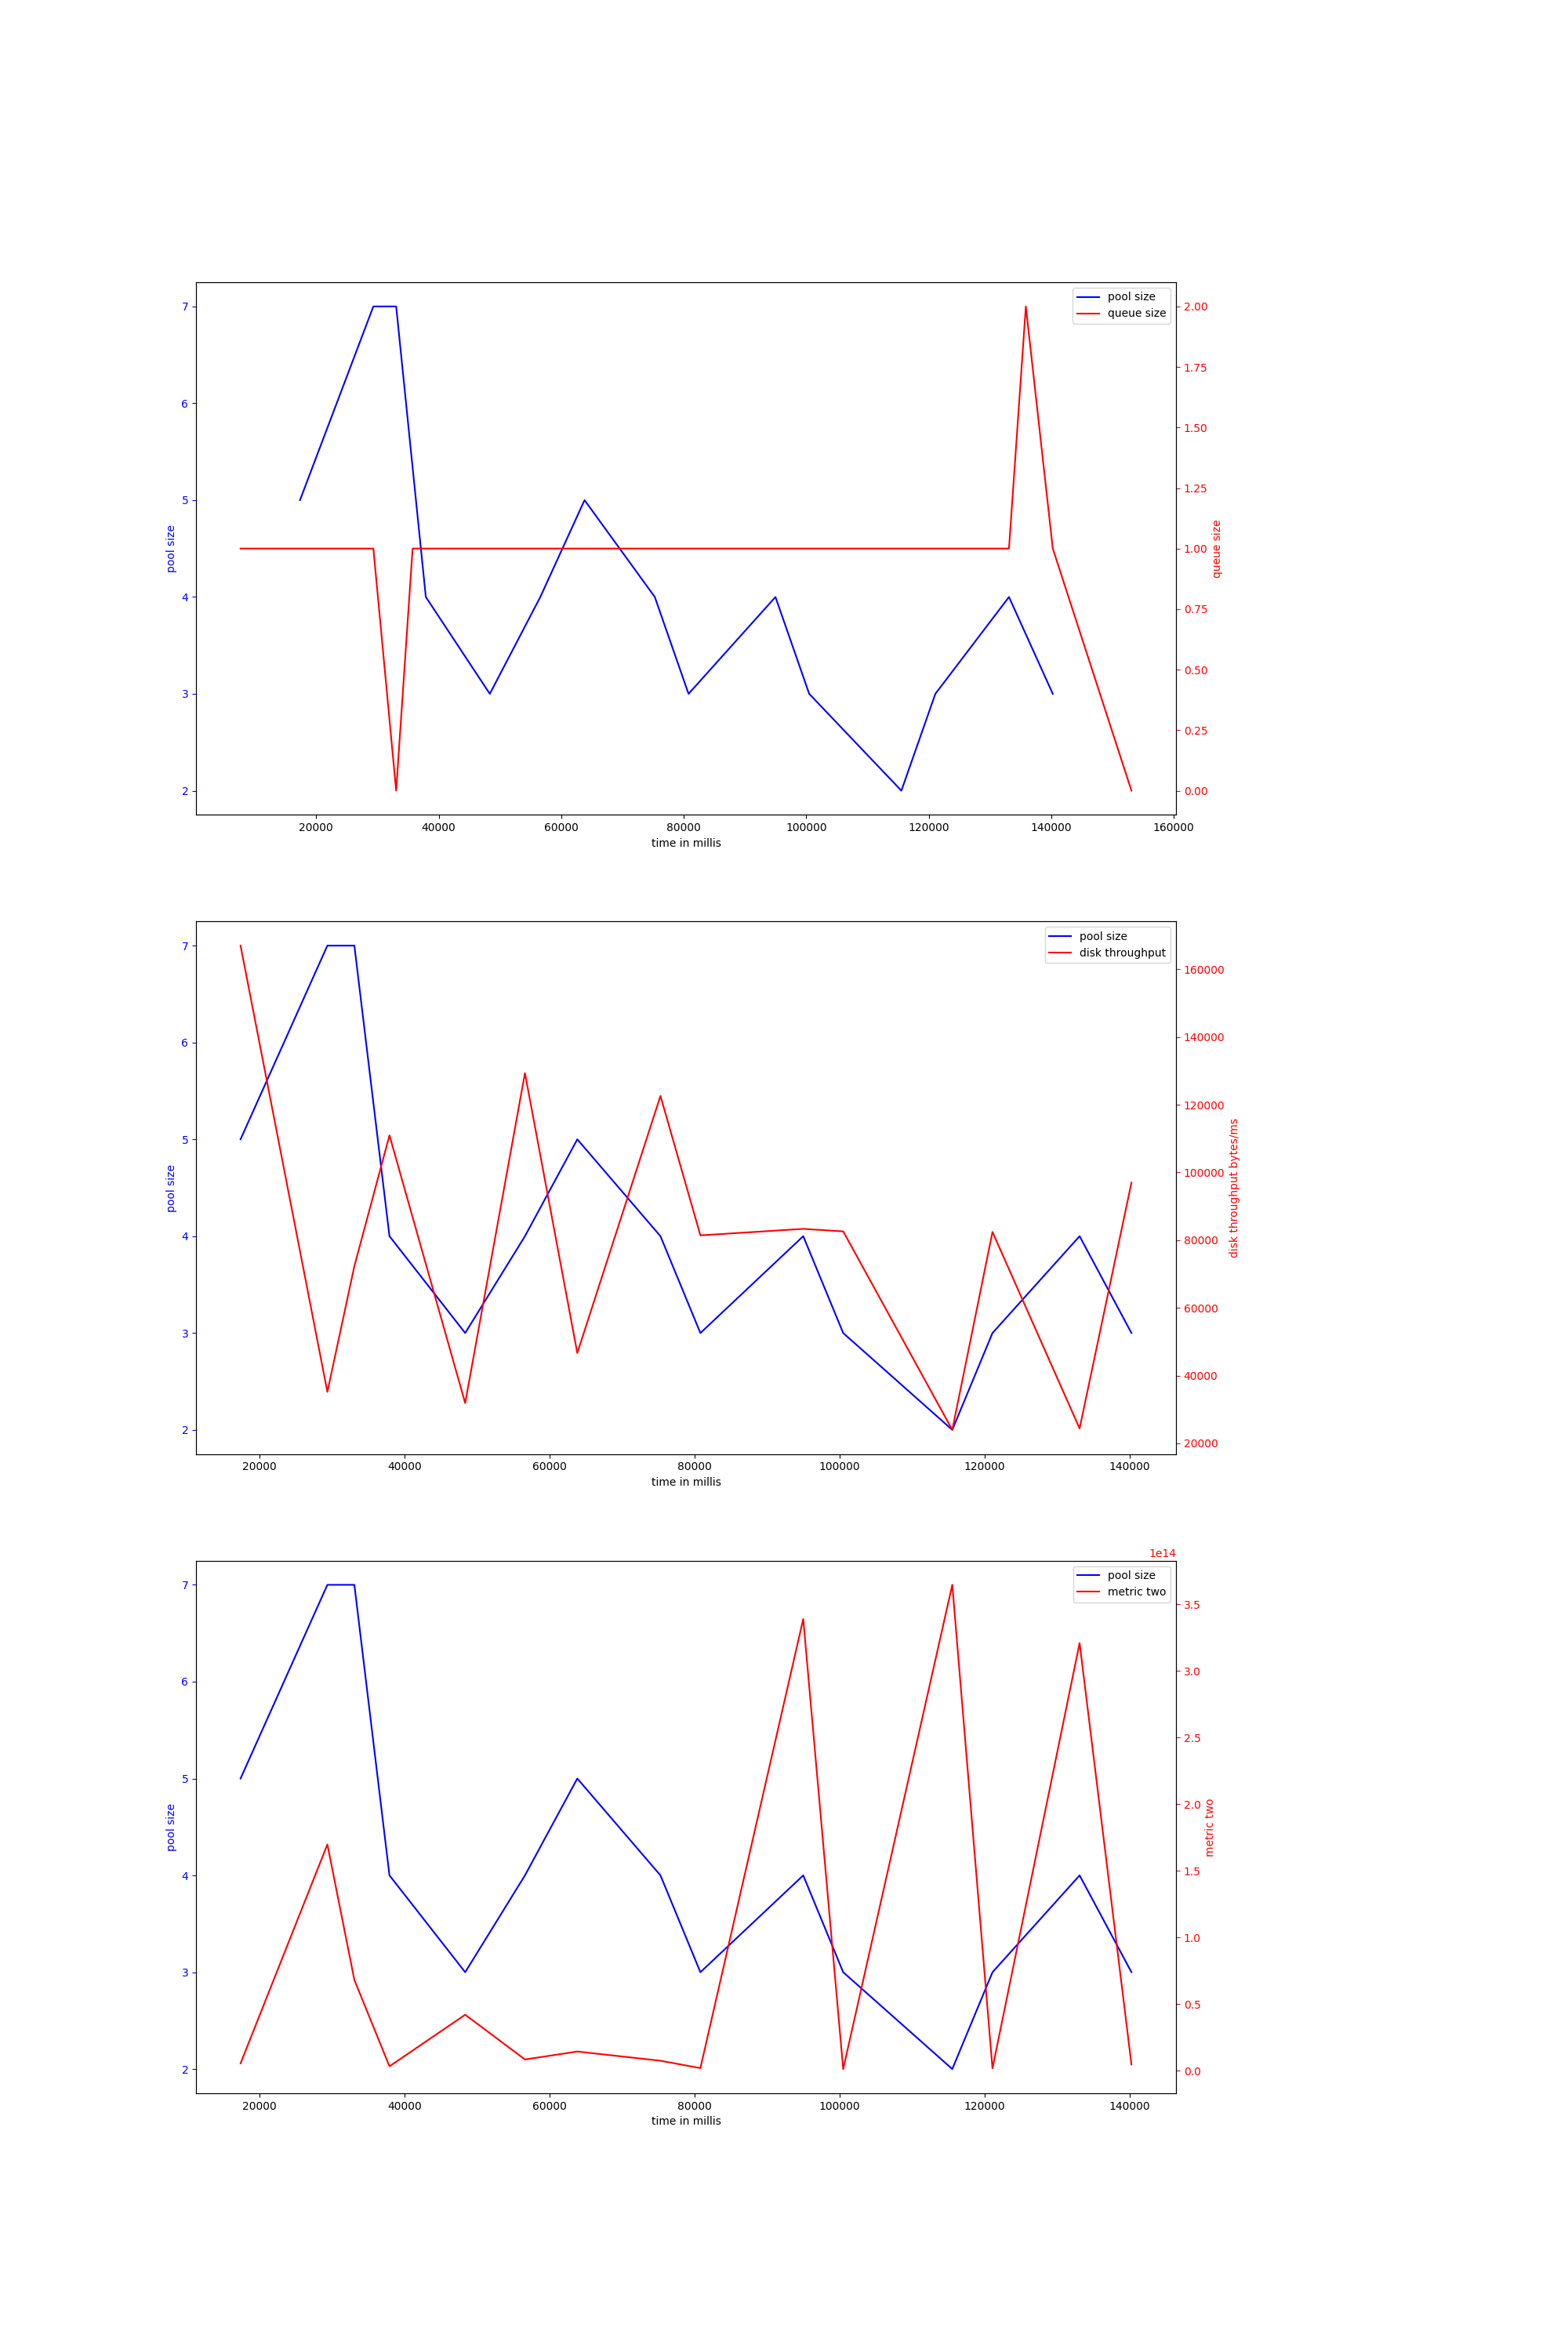 pool size
queue size
7
6
5
4
3
2
pool size
2.00
1.75
1.50
1.25
1.00
0.75
0.50
0.25
0.00
queue size
20000 40000 60000 80000 100000 120000 140000 160000
time in millis
pool size
disk throughput
7
6
5
4
3
2
pool size
160000
140000
120000
100000
80000
60000
40000
20000
disk throughput bytes/ms
20000 40000 60000 80000 100000 120000 140000
time in millis
1e14
pool size
metric two
7
6
5
4
3
2
pool size
3.5
3.0
2.5
2.0
1.5
1.0
0.5
0.0
metric two
20000 40000 60000 80000 100000 120000 140000
time in millis